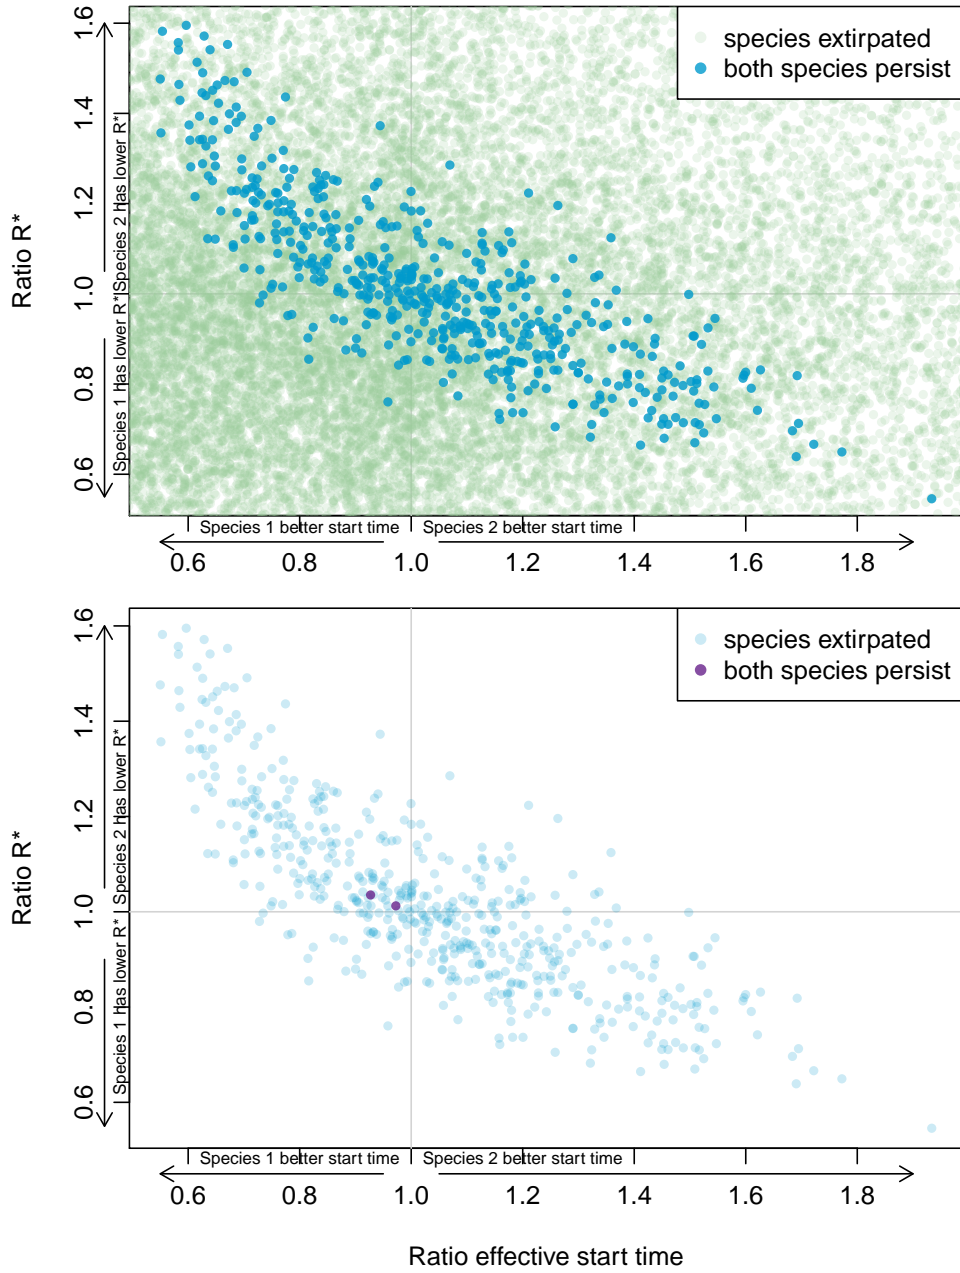 species extirpated
both species persist
Ratio R*
1.6
1.4
1.2
1.0
0.8
0.6
|Species 1 has lower R*|Species 2 has lower R*|
Species 1 better start time
Species 2 better start time
0.6 0.8 1.0 1.2 1.4 1.6 1.8
species extirpated
both species persist
Ratio R*
1.6
1.4
1.2
1.0
0.8
0.6
|Species 1 has lower R*| Species 2 has lower R*|
Species 1 better start time
Species 2 better start time
0.6 0.8 1.0 1.2 1.4 1.6 1.8
Ratio effective start time